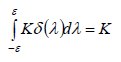 ∫_{-ε}^{ε} Kδ(λ)dλ = K